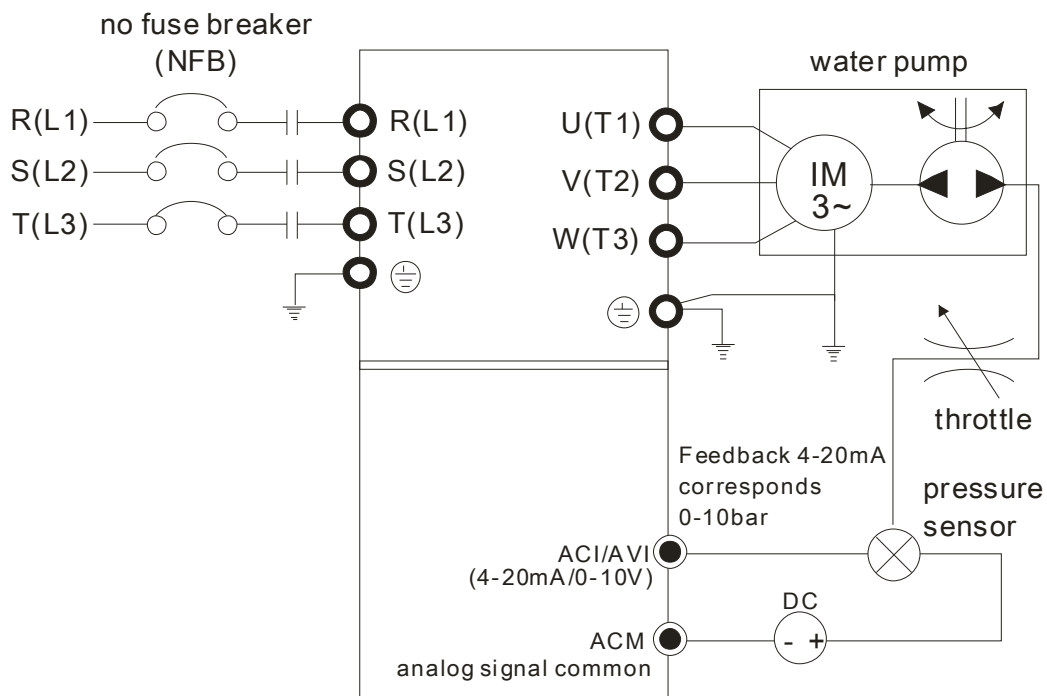 no fuse breaker
(NFB)
water pump
R(L1)
R(L1)
U(T1)
S(L2)
S(L2)
V(T2)
IM
3~
T(L3)
T(L3)
W(T3)
throttle
Feedback 4-20mA
corresponds
0-10bar
pressure
sensor
ACI/AVI
(4-20mA/0-10V)
DC
- +
ACM
analog signal common